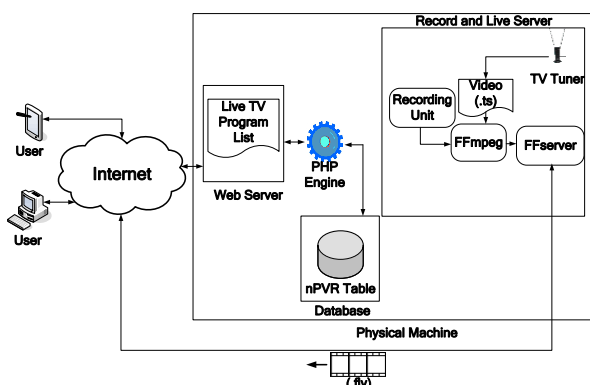 Record and Live Server
TV Tuner
Video
(.ts)
Recording
Unit
FFmpeg
FFserver
Live TV
Program
List
Web Server
PHP
Engine
User
Internet
User
nPVR Table
Database
Physical Machine
(.flv)